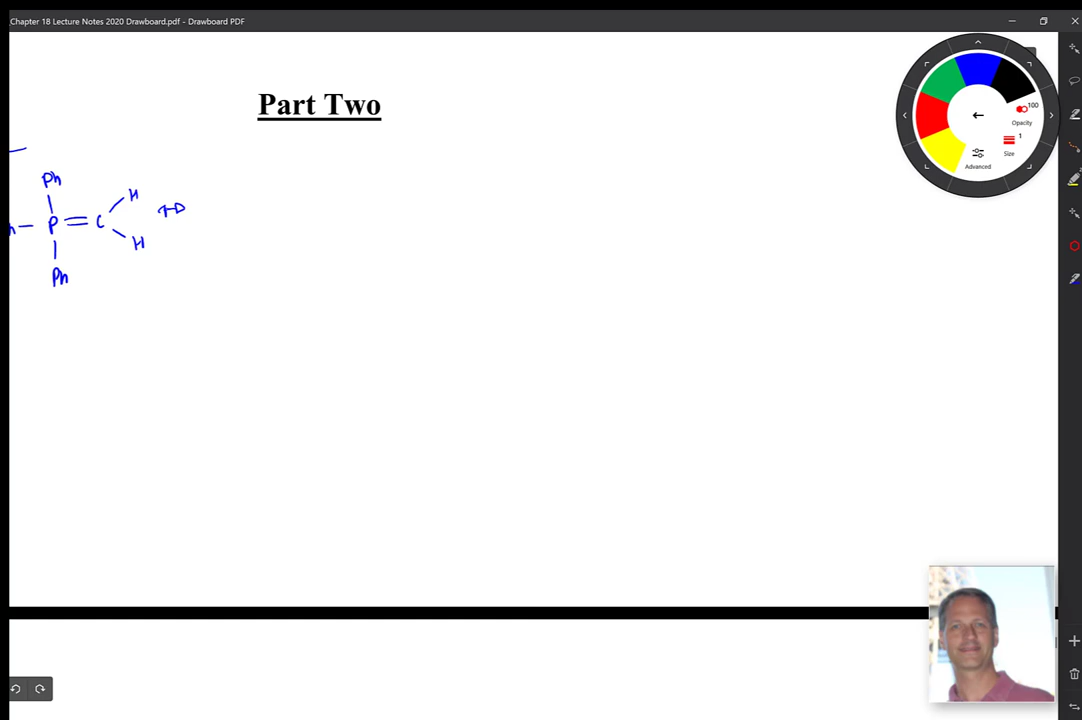 Chapter 18 Lecture Notes 2020 Drawboard.pdf - Drawboard PDF
Part Two
100
Opacity
1
Size
Advanced
Ph
H
h - P = C
H
Ph